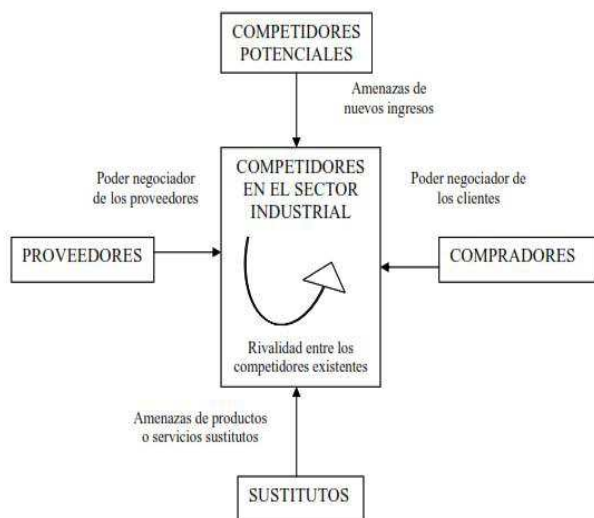 COMPETIDORES
POTENCIALES
Amenazas de
nuevos ingresos
COMPETIDORES
EN EL SECTOR
INDUSTRIAL
Poder negociador
de los proveedores
Poder negociador de
los clientes
PROVEEDORES
COMPRADORES
Rivalidad entre los
competidores existentes
Amenazas de productos
o servicios sustitutos
SUSTITUTOS